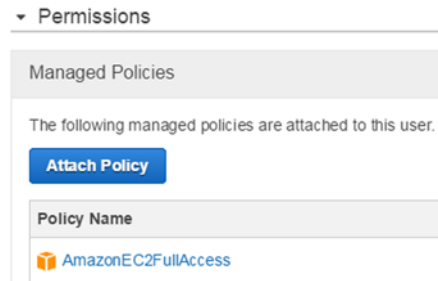 Permissions
Managed Policies
The following managed policies are attached to this user.
Attach Policy
Policy Name
AmazonEC2FullAccess